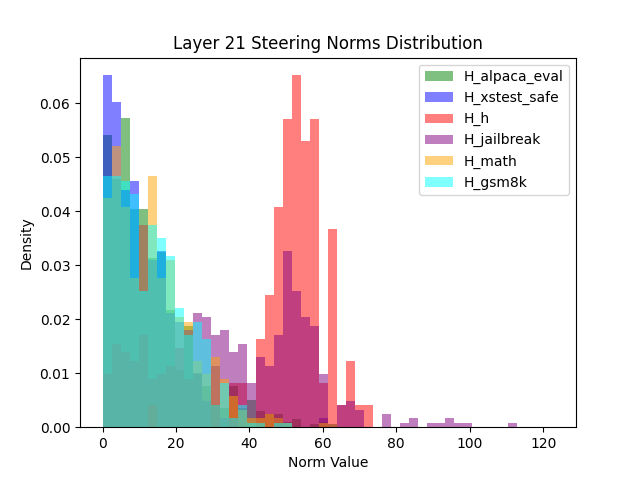 Layer 21 Steering Norms Distribution
H_alpaca_eval
H_xstest_safe
H_h
H_jailbreak
H_math
H_gsm8k
Density
0.06
0.05
0.04
0.03
0.02
0.01
0.00
0 20 40 60 80 100 120
Norm Value